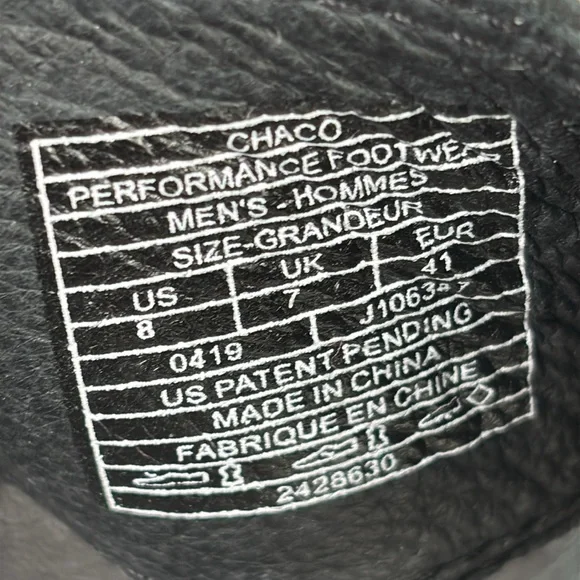 CHACO
PERFORMANCE FOOTWEAR
MEN'S - HOMMES
SIZE-GRANDEUR
US UK EUR
8 7 41
0419
US PATENT PENDING
MADE IN CHINA
FABRIQUE EN CHINE
2428630